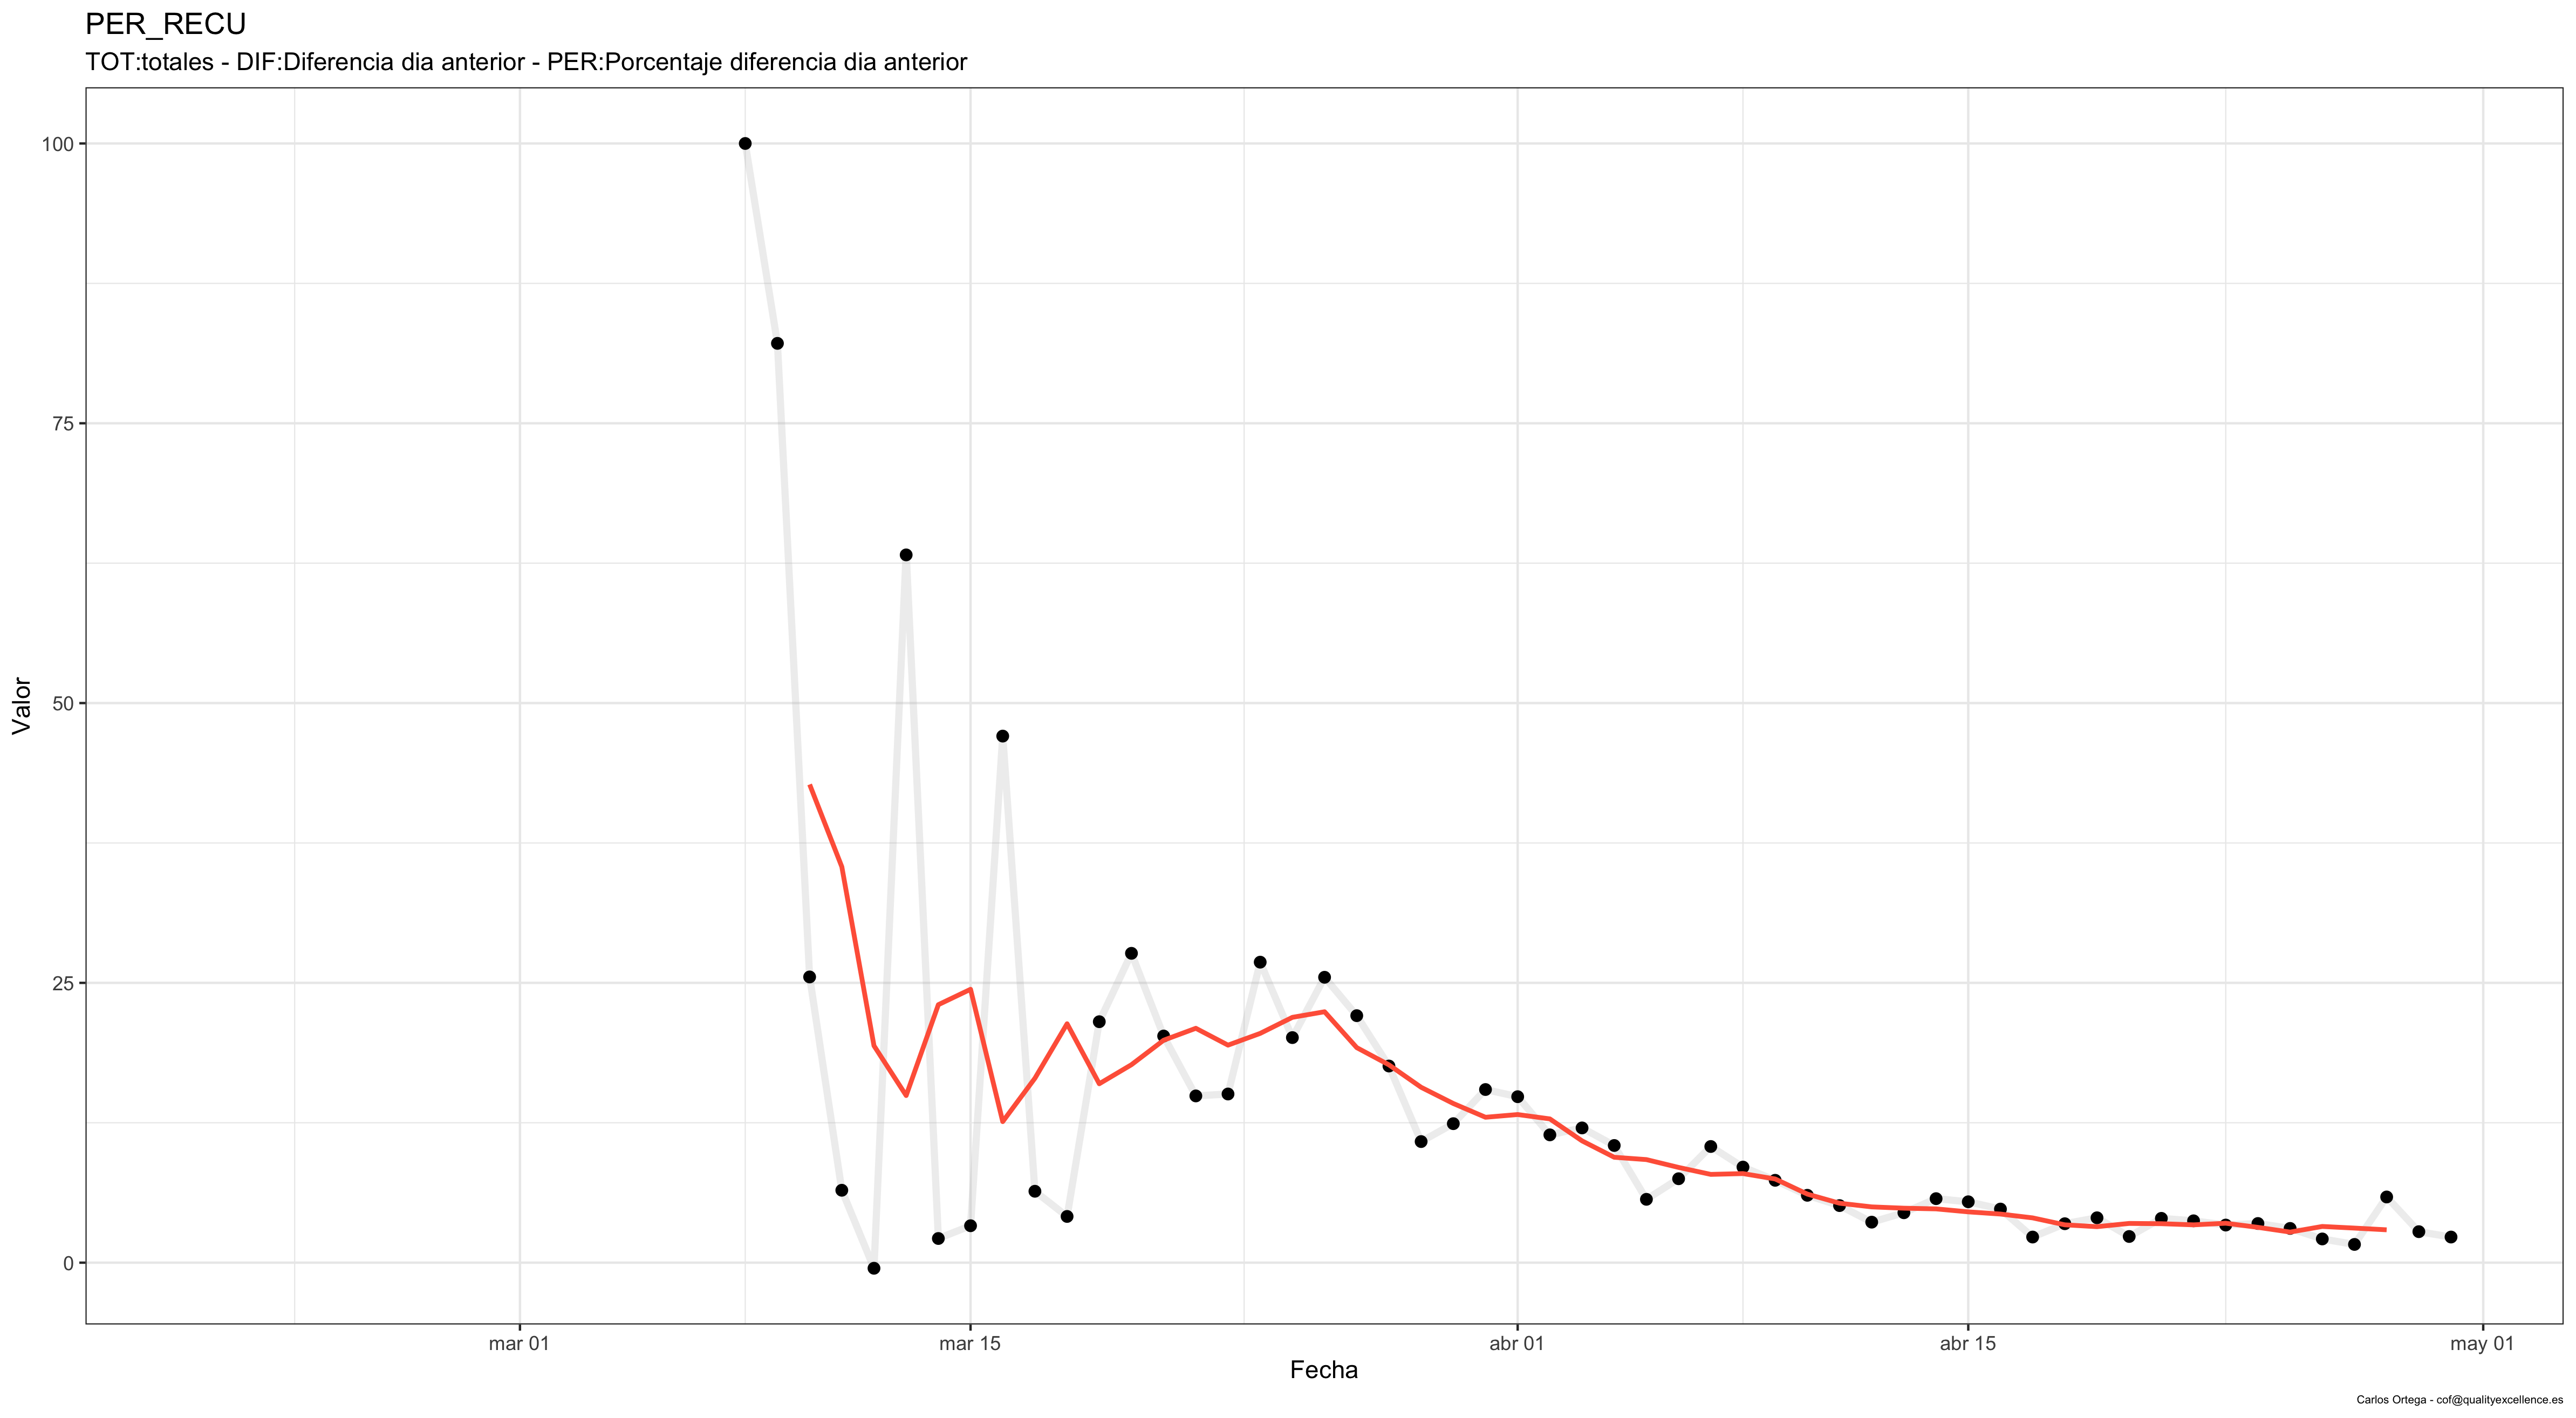 PER_RECU
TOT:totales - DIF:Diferencia dia anterior - PER:Porcentaje diferencia dia anterior
100
75
50
25
0
Valor
mar 01
mar 15
abr 01
abr 15
may 01
Fecha
Carlos Ortega - cof@qualityexcellence.es